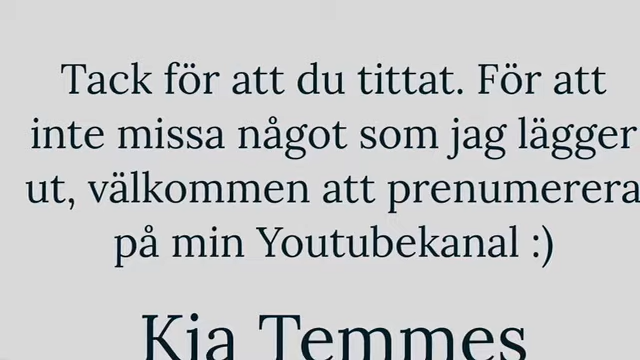 Tack för att du tittat. För att
inte missa något som jag lägger
ut, välkommen att prenumerera
på min Youtubekanal :)
Kia Temmes